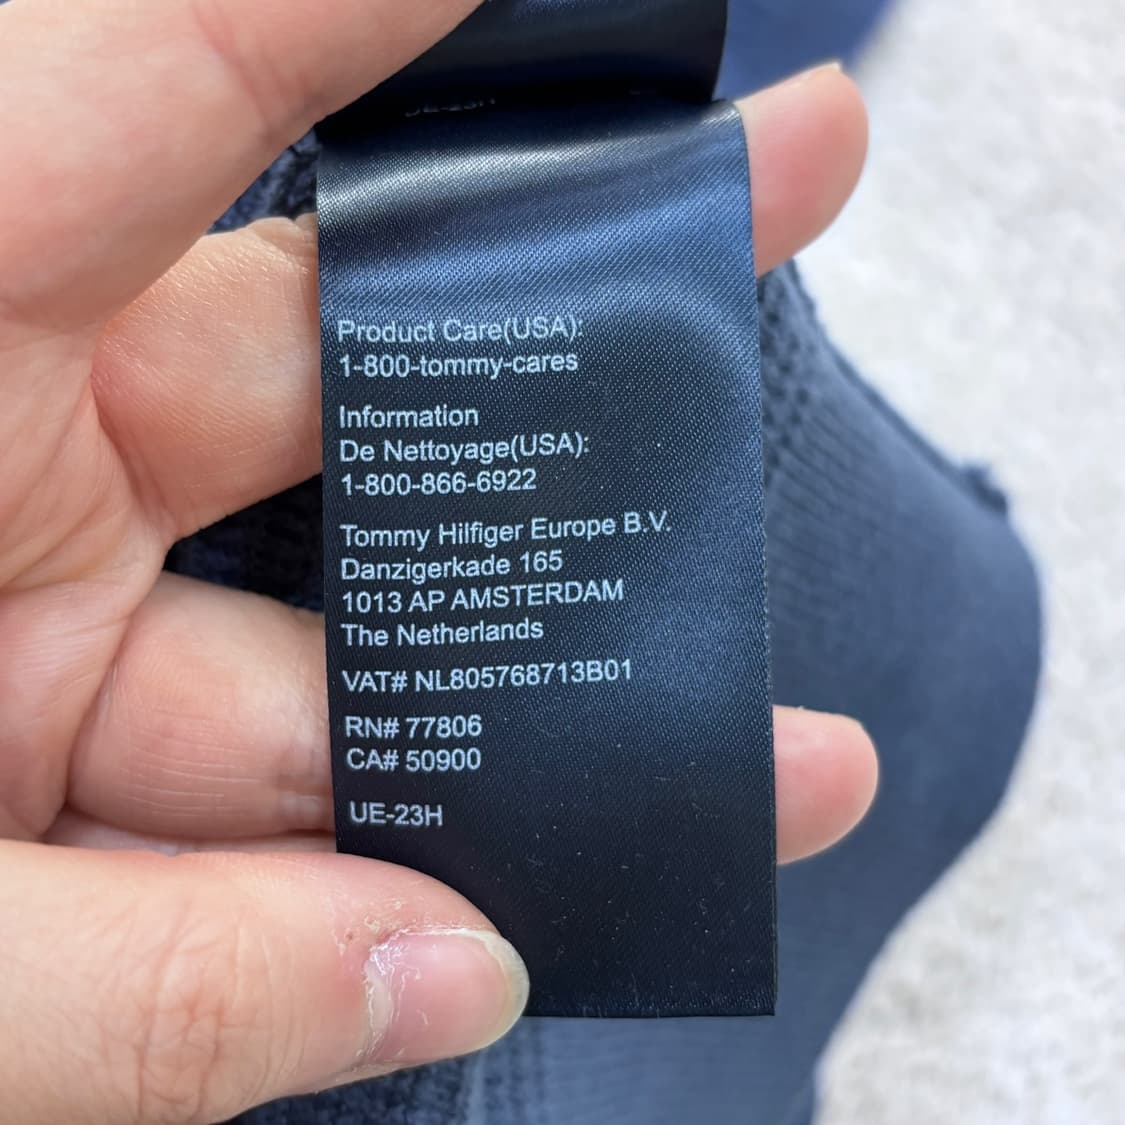 Product Care(USA):
1-800-tommy-cares
Information
De Nettoyage(USA):
1-800-866-6922
Tommy Hilfiger Europe B.V.
Danzigerkade 165
1013 AP AMSTERDAM
The Netherlands
VAT# NL805768713B01
RN# 77806
CA# 50900
UE-23H